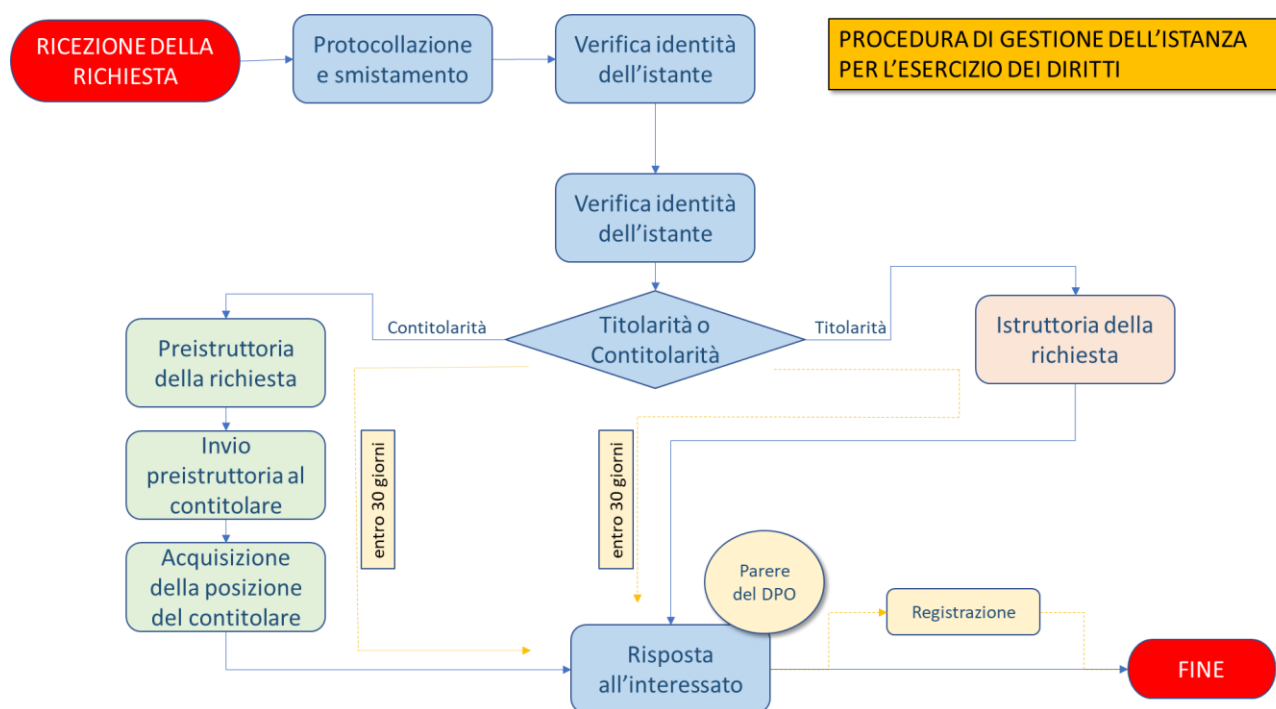 RICEZIONE DELLA
RICHIESTA
Protocollazione
e smistamento
Verifica identità
dell'istante
PROCEDURA DI GESTIONE DELL'ISTANZA
PER L'ESERCIZIO DEI DIRITTI
Verifica identità
dell'istante
Contitolarità
Titolarità o
Contitolarità
Titolarità
Istruttoria della
richiesta
Preistruttoria
della richiesta
Invio
preistruttoria al
contitolare
entro 30 giorni
entro 30 giorni
Acquisizione
della posizione
del contitolare
Parere
del DPO
Registrazione
Risposta
all'interessato
FINE